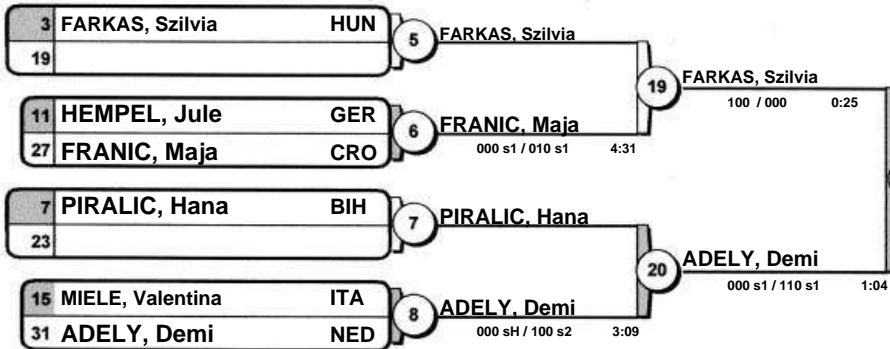 3 FARKAS, Szilvia HUN
19
5
FARKAS, Szilvia
11 HEMPEL, Jule GER
27 FRANIC, Maja CRO
6
FRANIC, Maja
000 s1 / 010 s1 4:31
19
FARKAS, Szilvia
100 / 000 0:25
7 PIRALIC, Hana BIH
23
7
PIRALIC, Hana
15 MIELE, Valentina ITA
31 ADELY, Demi NED
8
ADELY, Demi
000 sH / 100 s2 3:09
20
ADELY, Demi
000 s1 / 110 s1 1:04